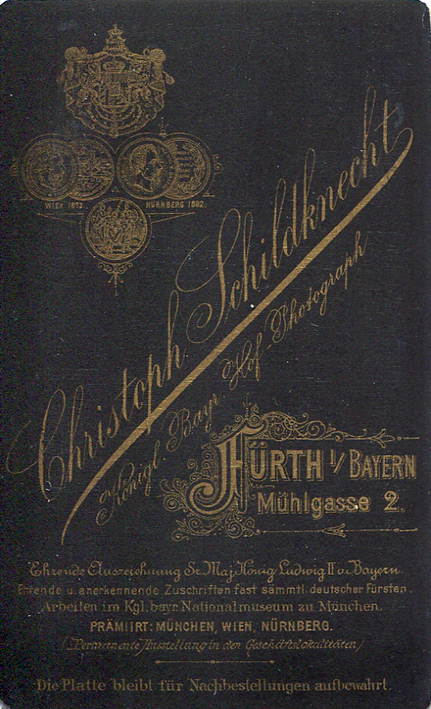 WIEN 1873.
NÜRNBERG 1882.
Christoph Schildknecht
Königl. Bayr. Hof-Photograph
FÜRTH i/ BAYERN
Mühlgasse 2.
Ehrende Auszeichnung Sr. Maj. König Ludwig II v. Bayern.
Ehrende u. anerkennende Zuschriften fast sämmtl. deutscher Fürsten.
Arbeiten im Kgl. bayr. Nationalmuseum zu München.
PRÄMIIRT: MÜNCHEN, WIEN, NÜRNBERG.
(Permanente Ausstellung in den Geschäftslokalitäten)
Die Platte bleibt für Nachbestellungen aufbewahrt.